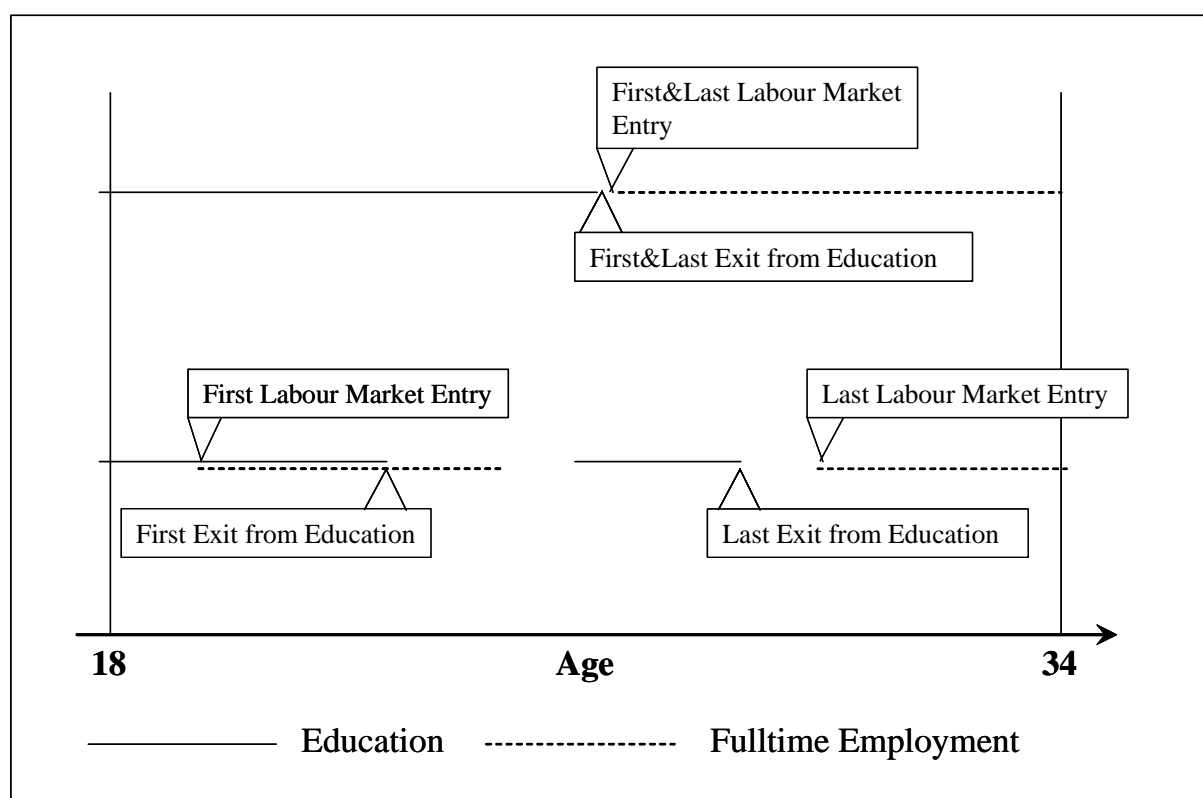 First&Last Labour Market
Entry
First&Last Exit from Education
First Labour Market Entry
Last Labour Market Entry
First Exit from Education
Last Exit from Education
18
Age
34
Education
Fulltime Employment